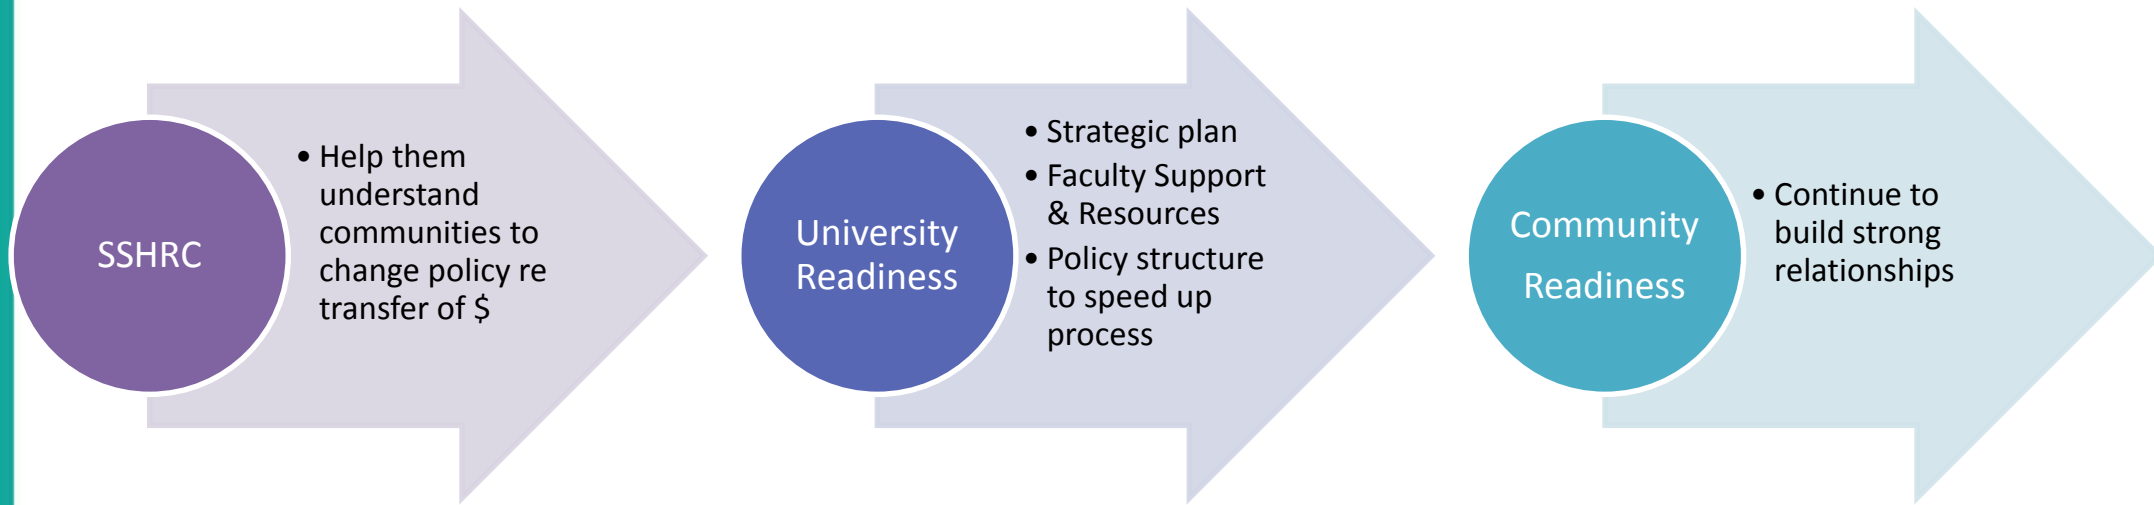 SSHRC
• Help them
understand
communities to
change policy re
transfer of $
University
Readiness
• Strategic plan
• Faculty Support
& Resources
• Policy structure
to speed up
process
Community
Readiness
• Continue to
build strong
relationships